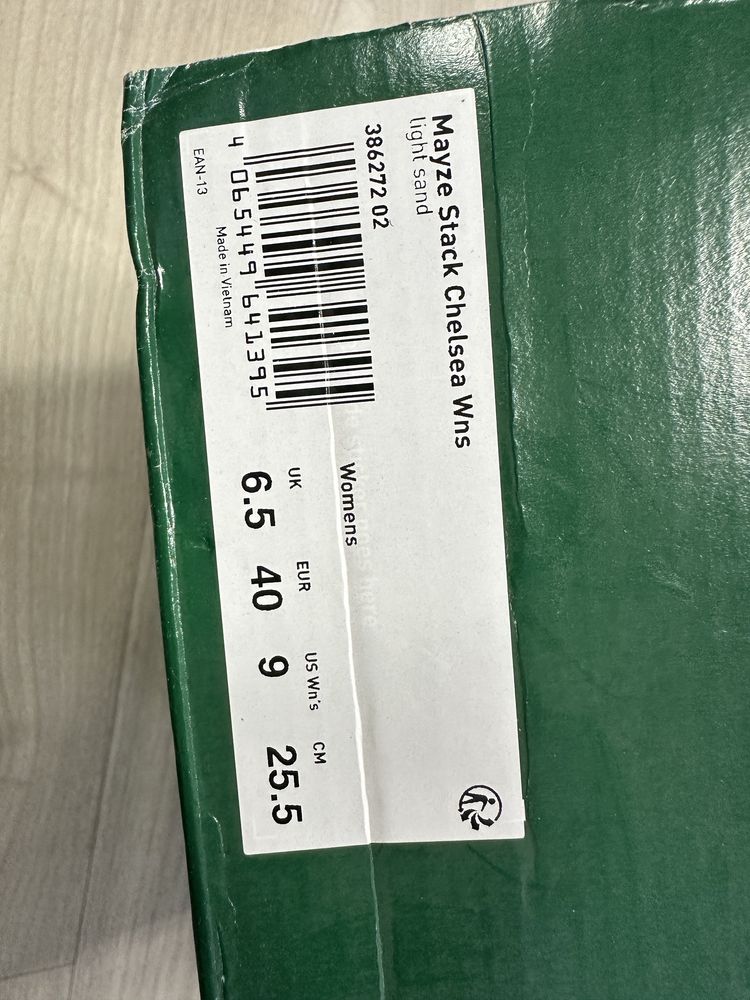 Mayze Stack Chelsea Wns
light sand
386272 02
4 065449 641395
EAN-13
Made in Vietnam
Womens
UK EUR US Wn's CM
6.5 40 9 25.5